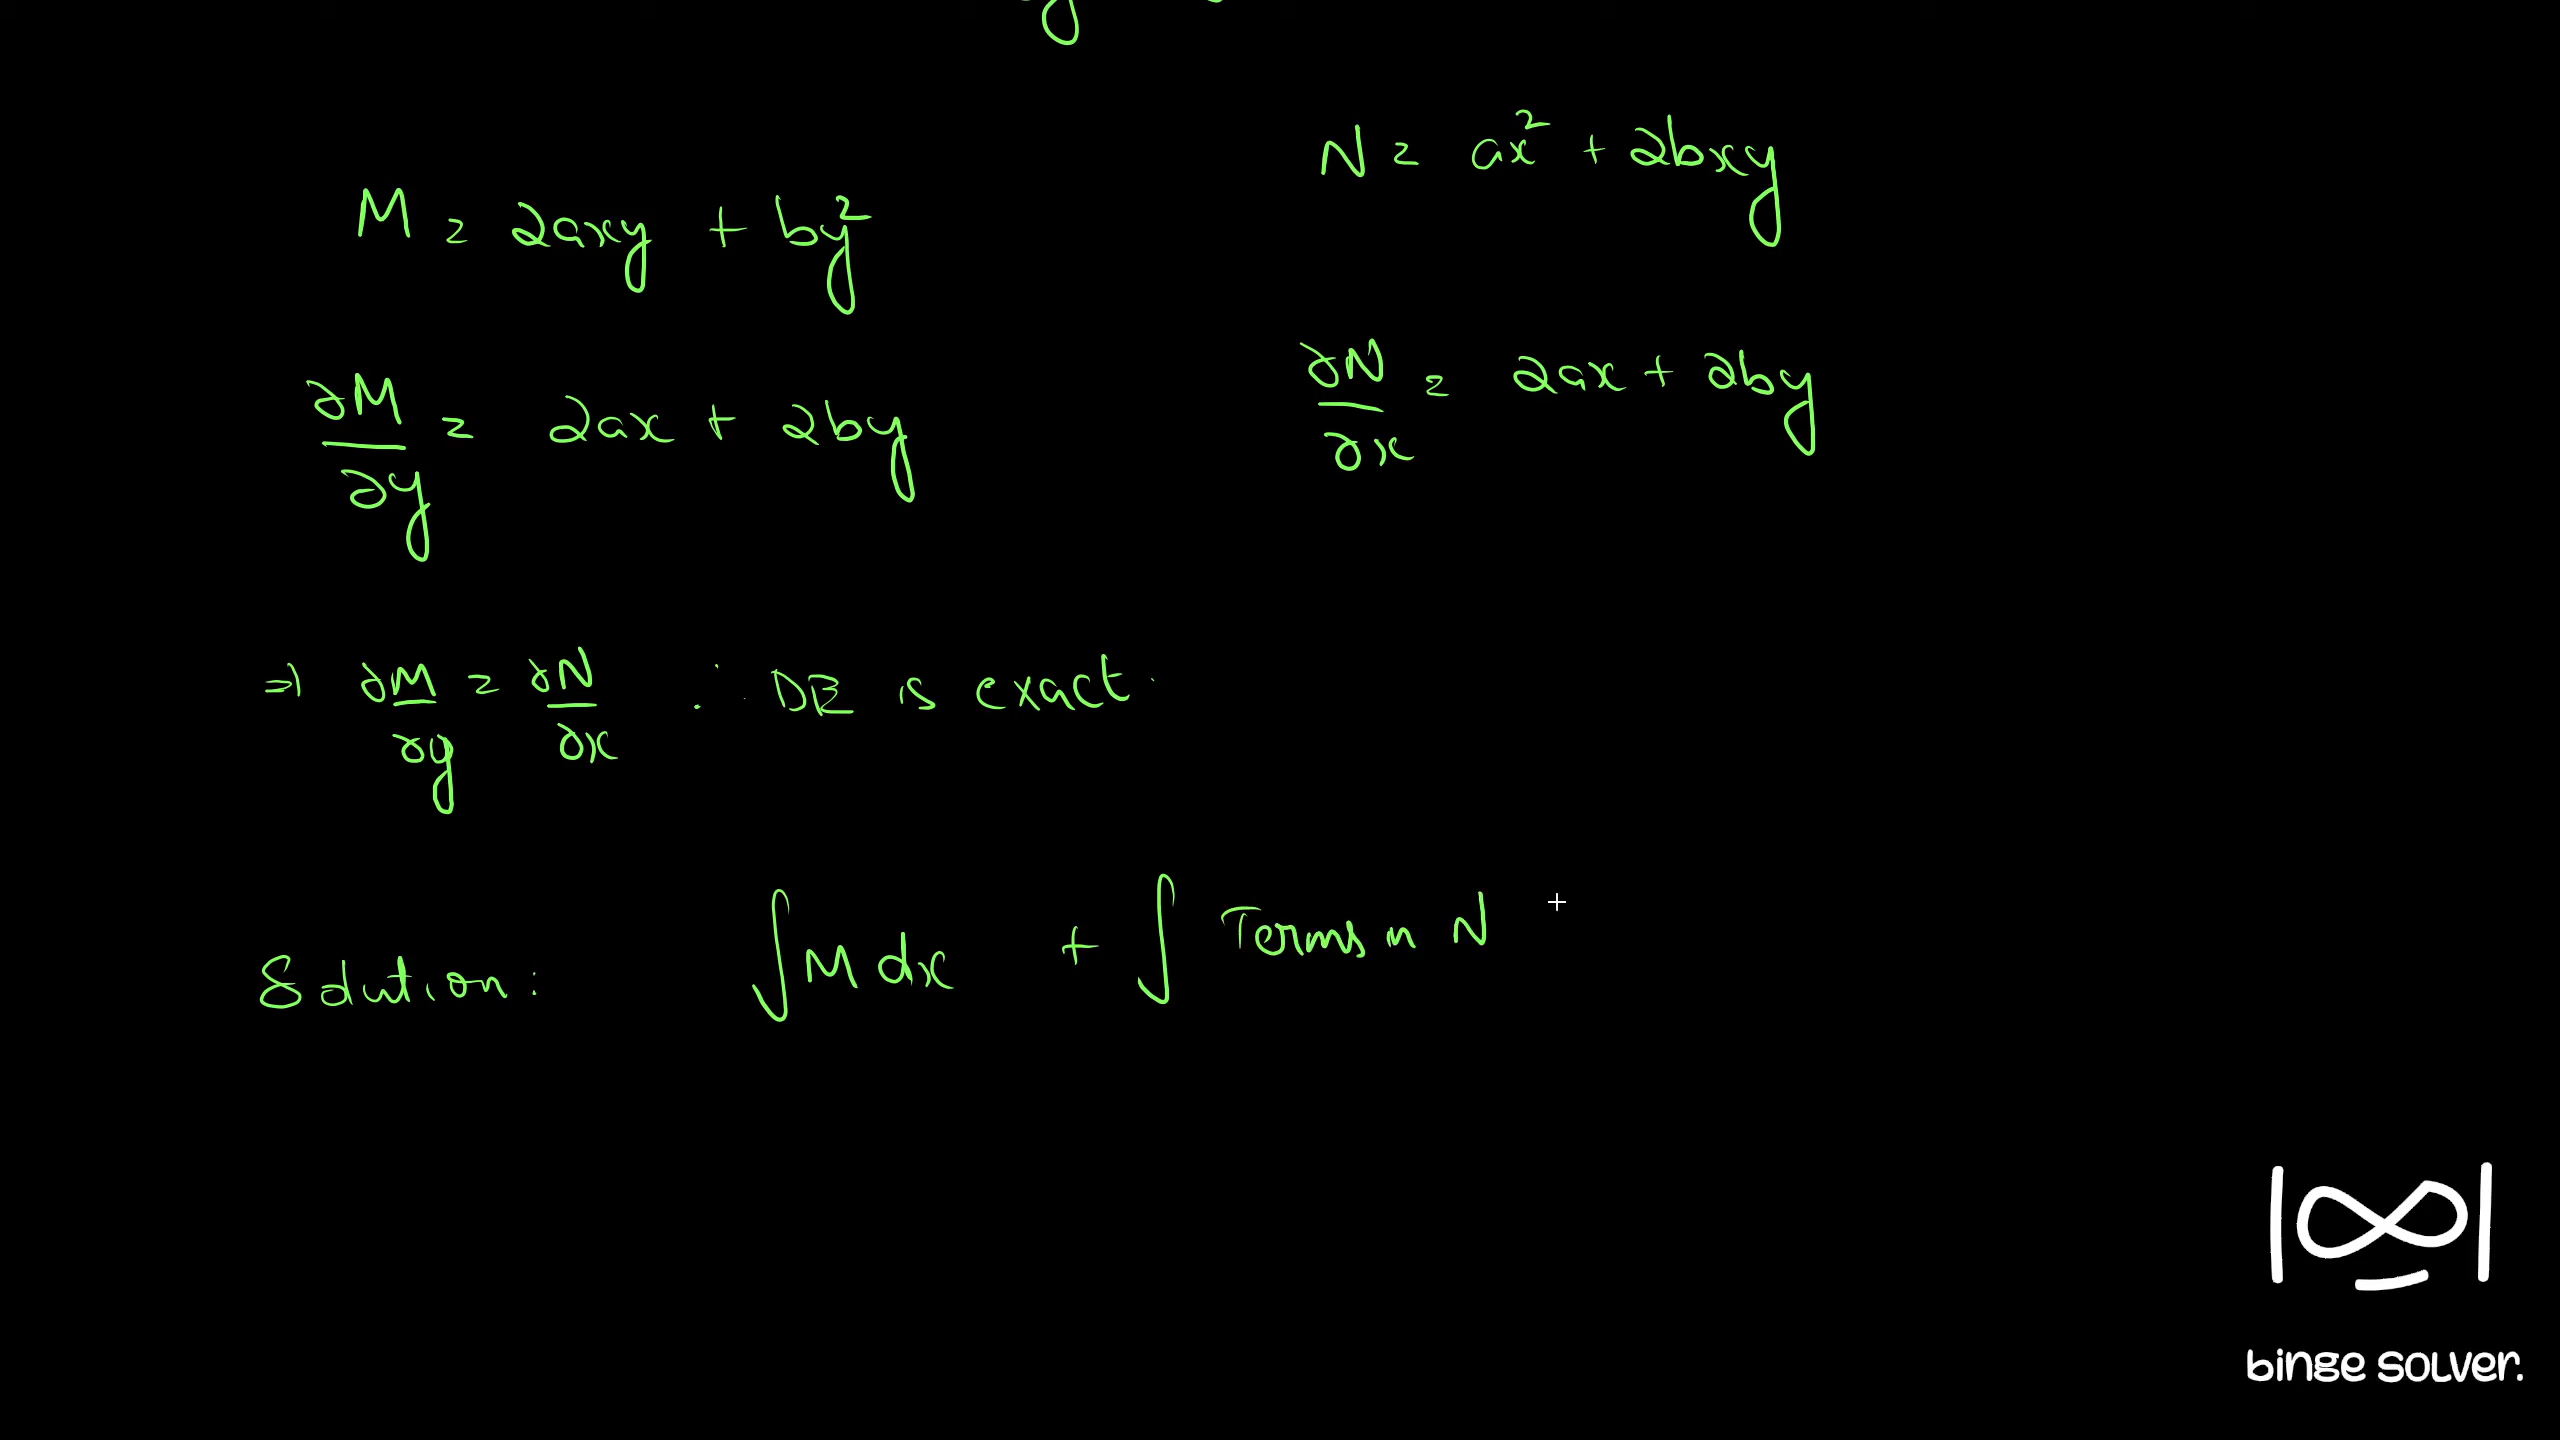 N = ax² + 2bxy
M = 2axy + by²
∂M/∂y = 2ax + 2by
∂N/∂x = 2ax + 2by
⇒ ∂M/∂y = ∂N/∂x ∴ DE is exact.
Solution: ∫M dx + ∫ Terms in N
binge solver.